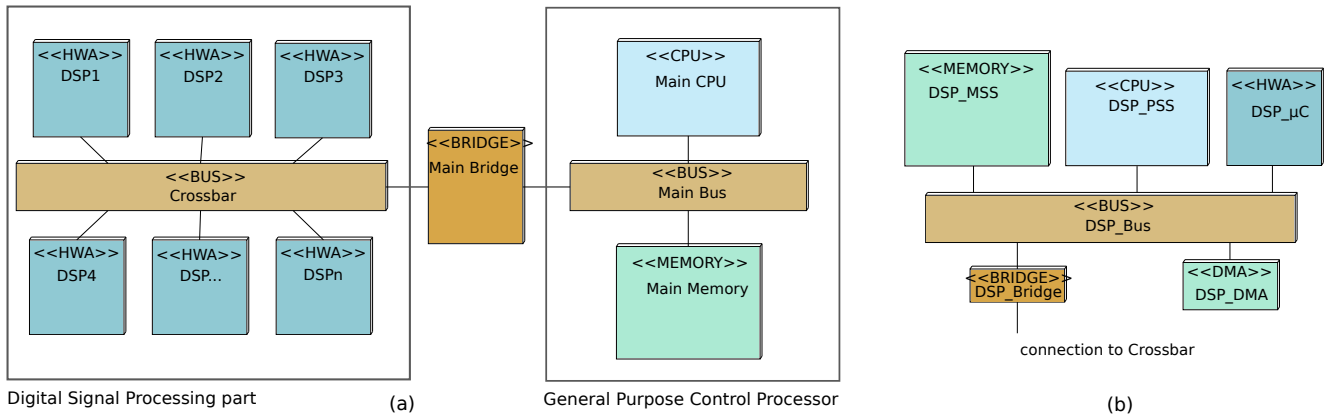 <<HWA>>
DSP1
<<HWA>>
DSP2
<<HWA>>
DSP3
<<BUS>>
Crossbar
<<HWA>>
DSP4
<<HWA>>
DSP...
<<HWA>>
DSPn
Digital Signal Processing part
(a)
<<BRIDGE>>
Main Bridge
<<CPU>>
Main CPU
<<BUS>>
Main Bus
<<MEMORY>>
Main Memory
General Purpose Control Processor
<<MEMORY>>
DSP_MSS
<<CPU>>
DSP_PSS
<<HWA>>
DSP_µC
<<BUS>>
DSP_Bus
<<BRIDGE>>
DSP_Bridge
<<DMA>>
DSP_DMA
connection to Crossbar
(b)